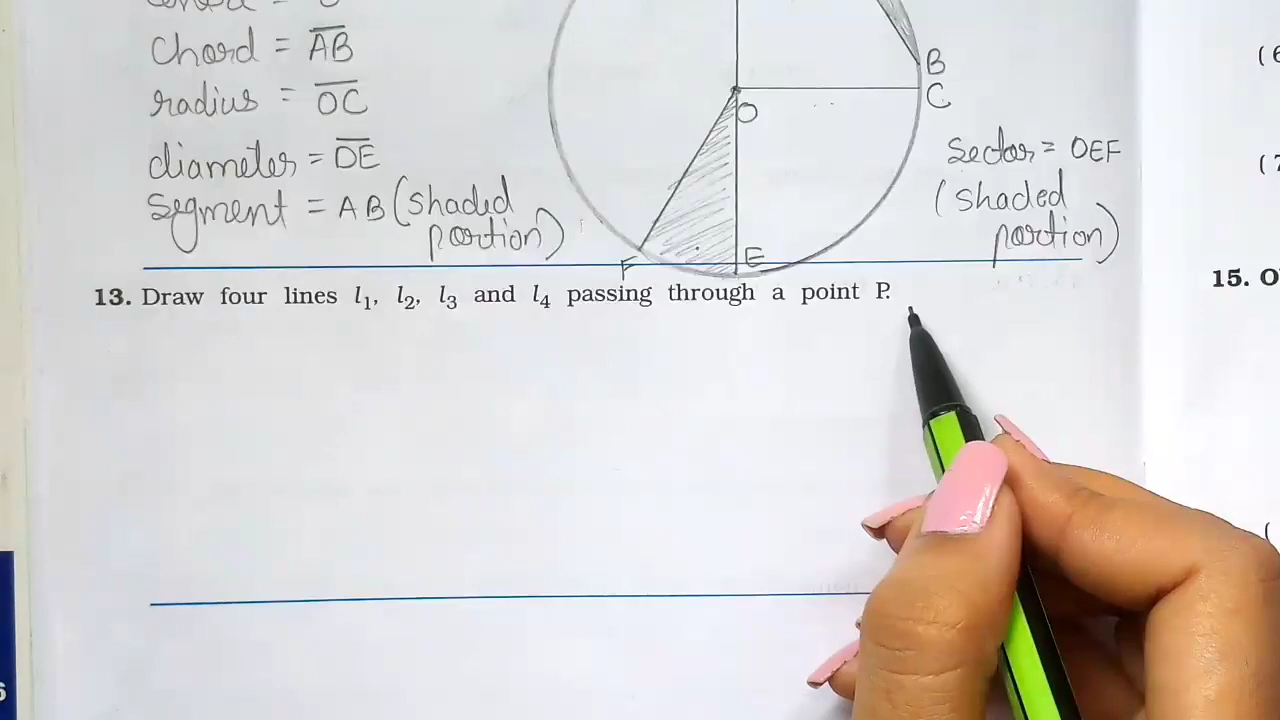 Chord = AB
radius = OC
diameter = DE
Segment = AB (shaded
portion)
O
B
C
E
F
Sector = OEF
(shaded
portion)
13. Draw four lines l₁, l₂, l₃ and l₄ passing through a point P.
15.